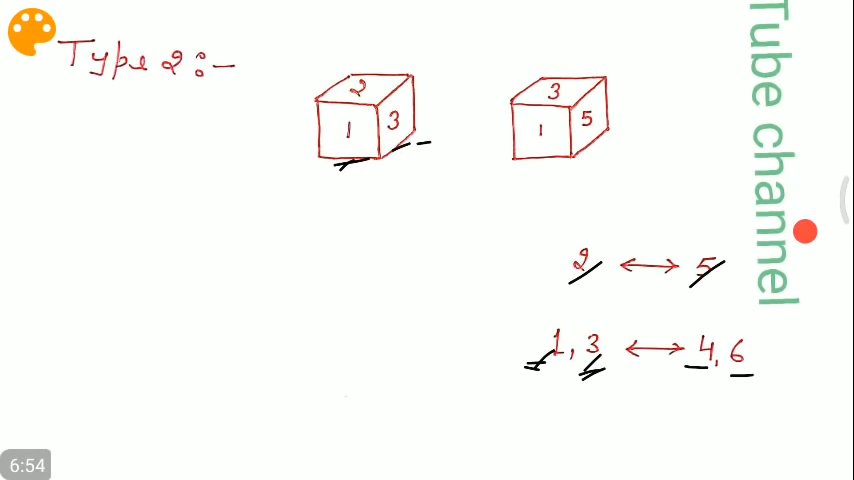 Type 2 :-
2
1 3
3
1 5
2 ↔ 5
1, 3 ↔ 4, 6
Tube channel
6:54